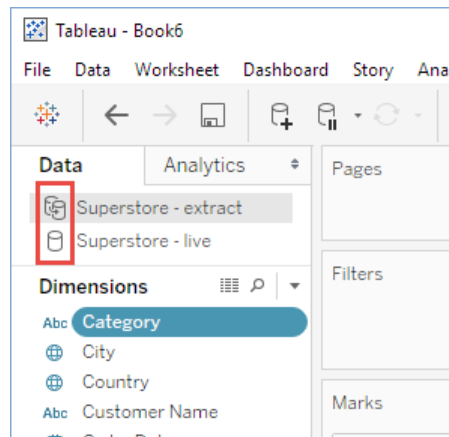 Tableau - Book6
File Data Worksheet Dashboard Story Ana
Data Analytics Pages
Superstore - extract
Superstore - live
Dimensions Filters
Abc Category
City
Country
Abc Customer Name Marks